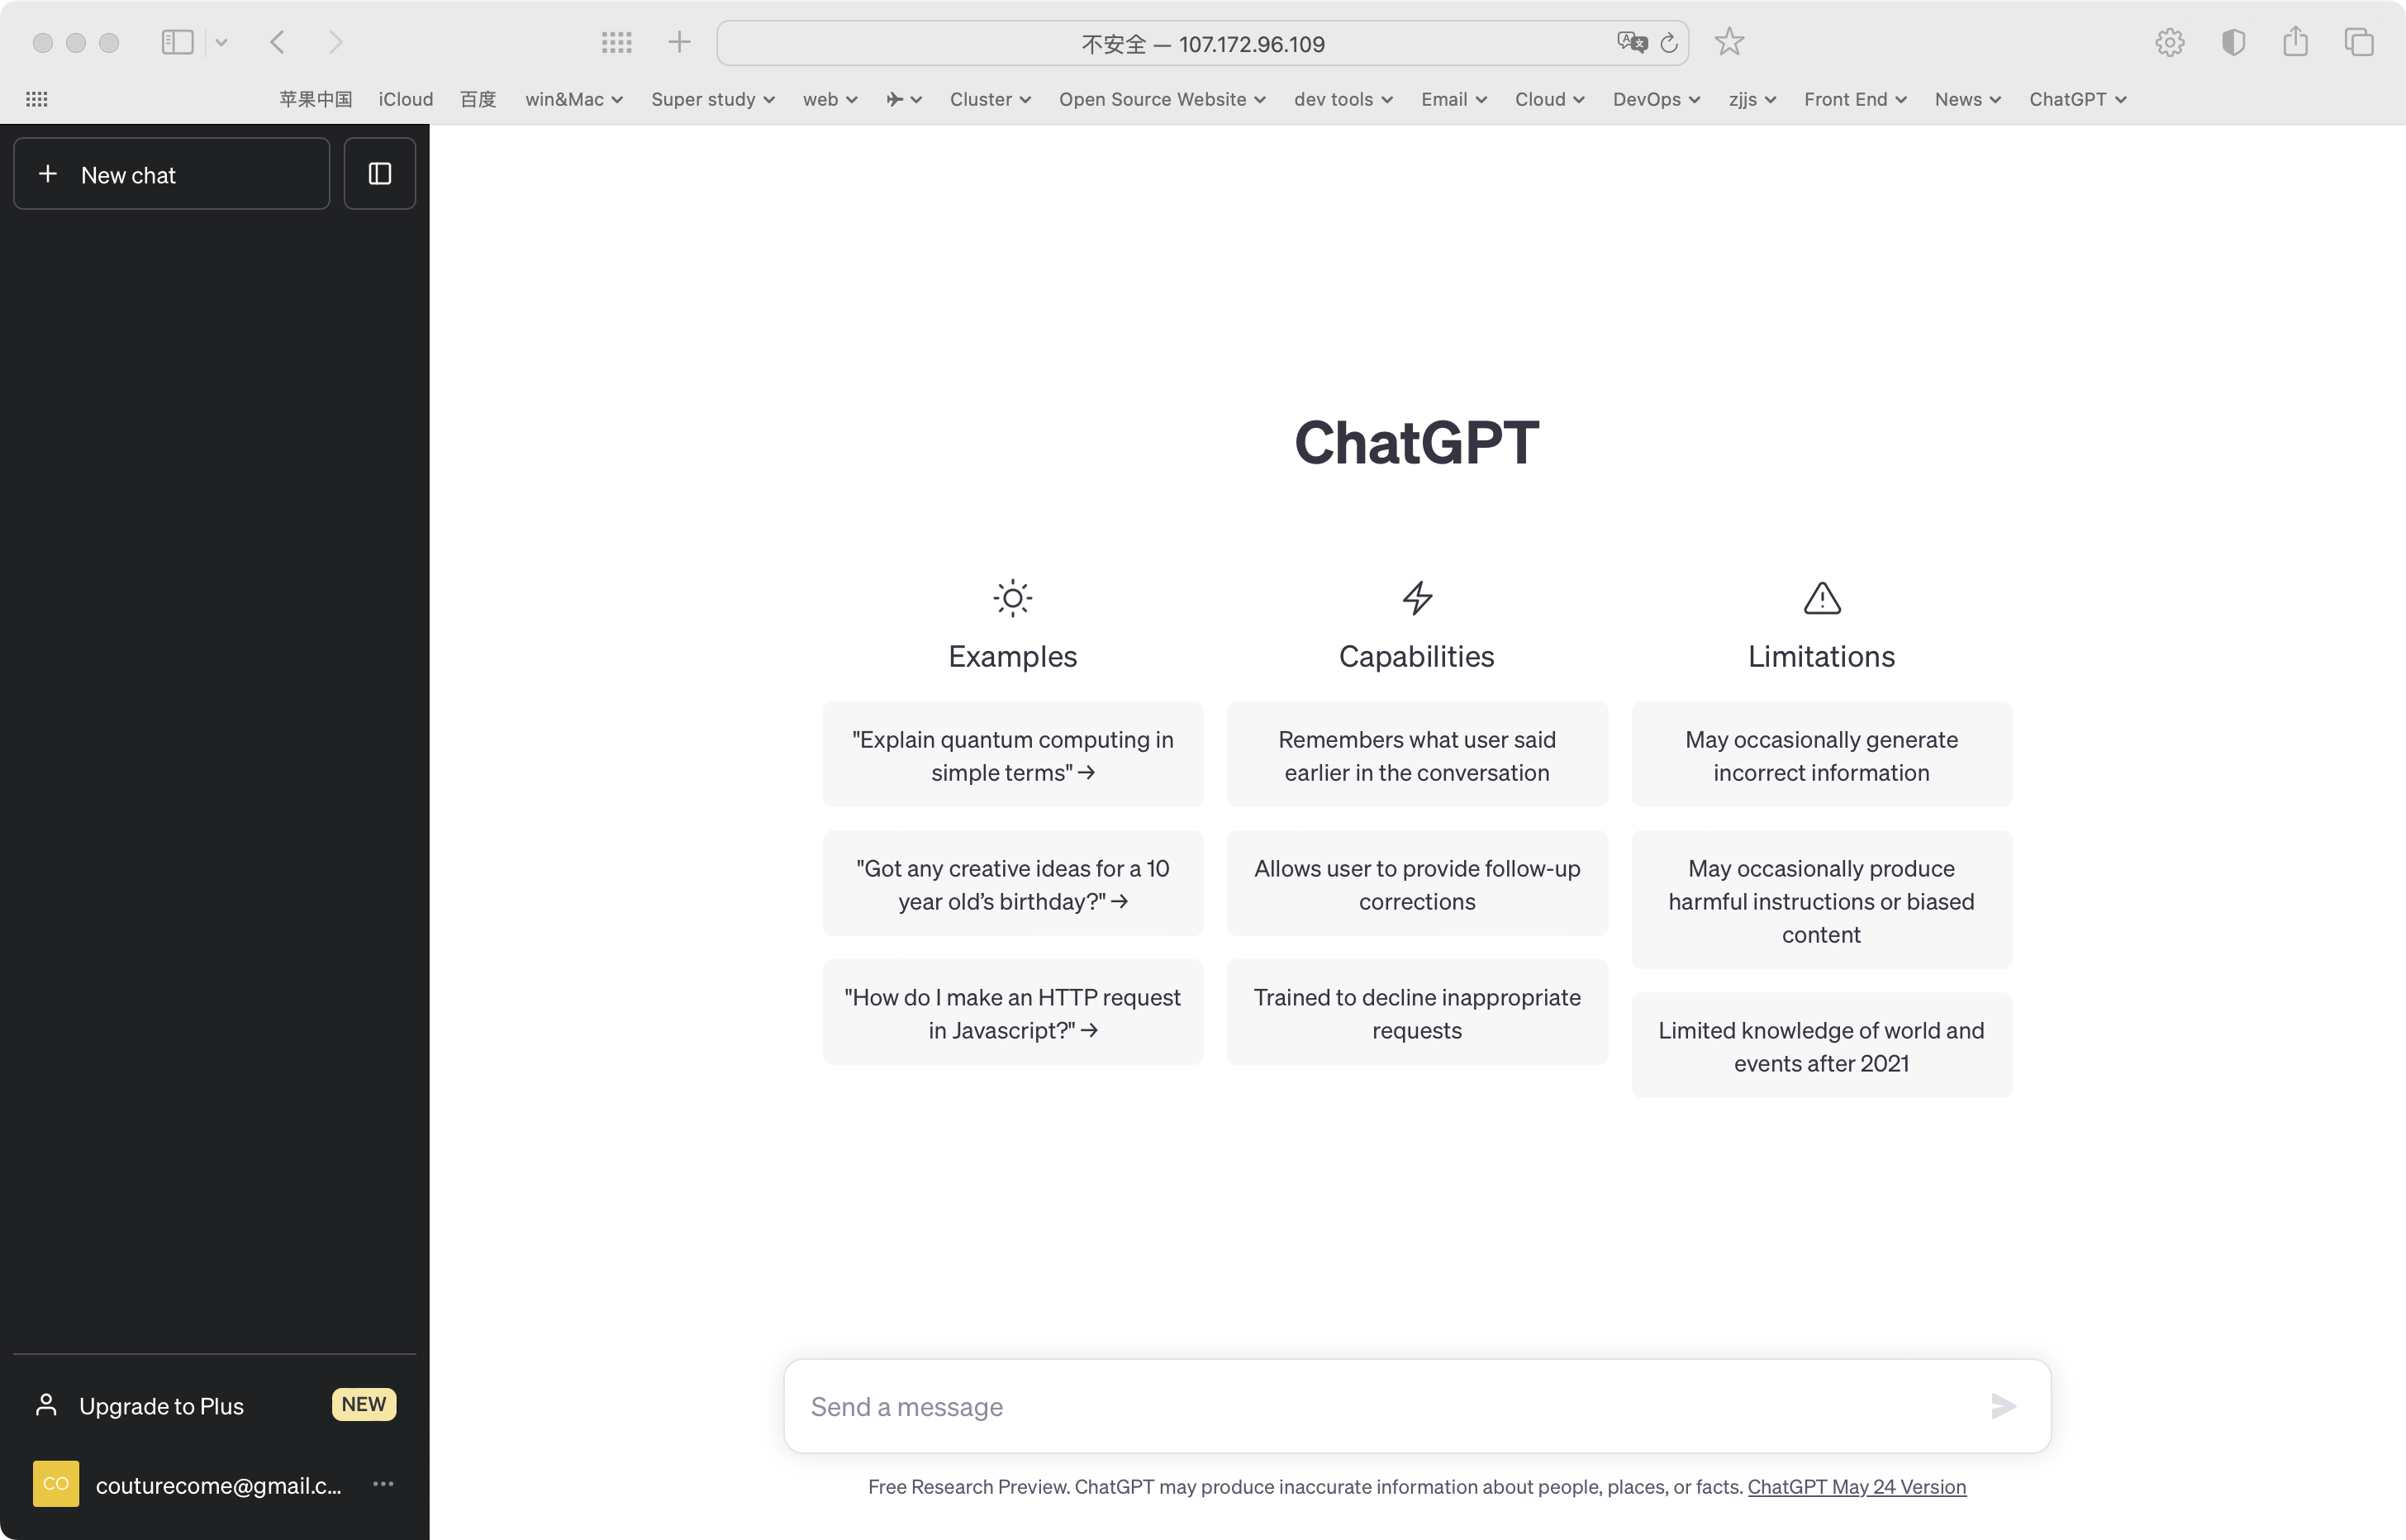 不安全 — 107.172.96.109
苹果中国 iCloud 百度 win&Mac Super study web Cluster Open Source Website dev tools Email Cloud DevOps zjjs Front End News ChatGPT
New chat
ChatGPT
Examples
"Explain quantum computing in
simple terms" →
"Got any creative ideas for a 10
year old’s birthday?" →
"How do I make an HTTP request
in Javascript?" →
Capabilities
Remembers what user said
earlier in the conversation
Allows user to provide follow-up
corrections
Trained to decline inappropriate
requests
Limitations
May occasionally generate
incorrect information
May occasionally produce
harmful instructions or biased
content
Limited knowledge of world and
events after 2021
Upgrade to Plus NEW
CO couturecome@gmail.c...
Send a message
Free Research Preview. ChatGPT may produce inaccurate information about people, places, or facts. ChatGPT May 24 Version